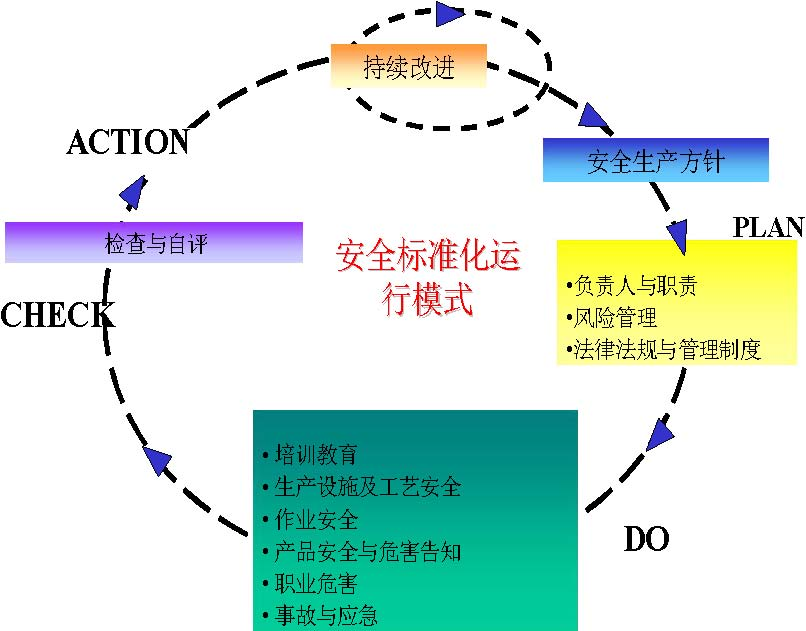 持续改进
ACTION
安全生产方针
PLAN
检查与自评
安全标准化运
行模式
•负责人与职责
•风险管理
•法律法规与管理制度
CHECK
• 培训教育
• 生产设施及工艺安全
• 作业安全
• 产品安全与危害告知
• 职业危害
• 事故与应急
DO